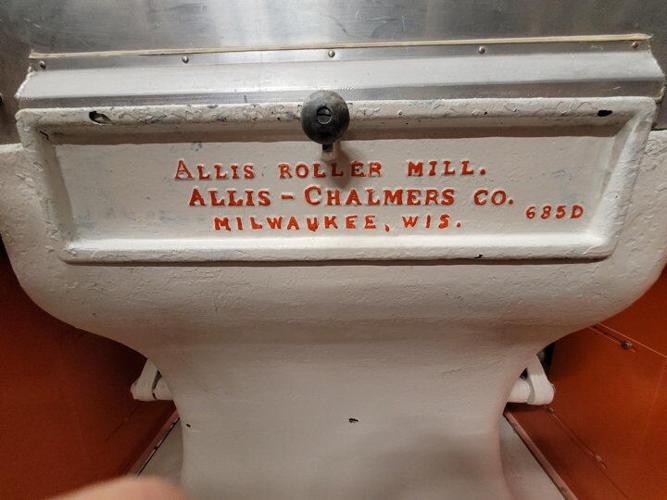 ALLIS ROLLER MILL.
ALLIS - CHALMERS CO.
MILWAUKEE, WIS.
685D